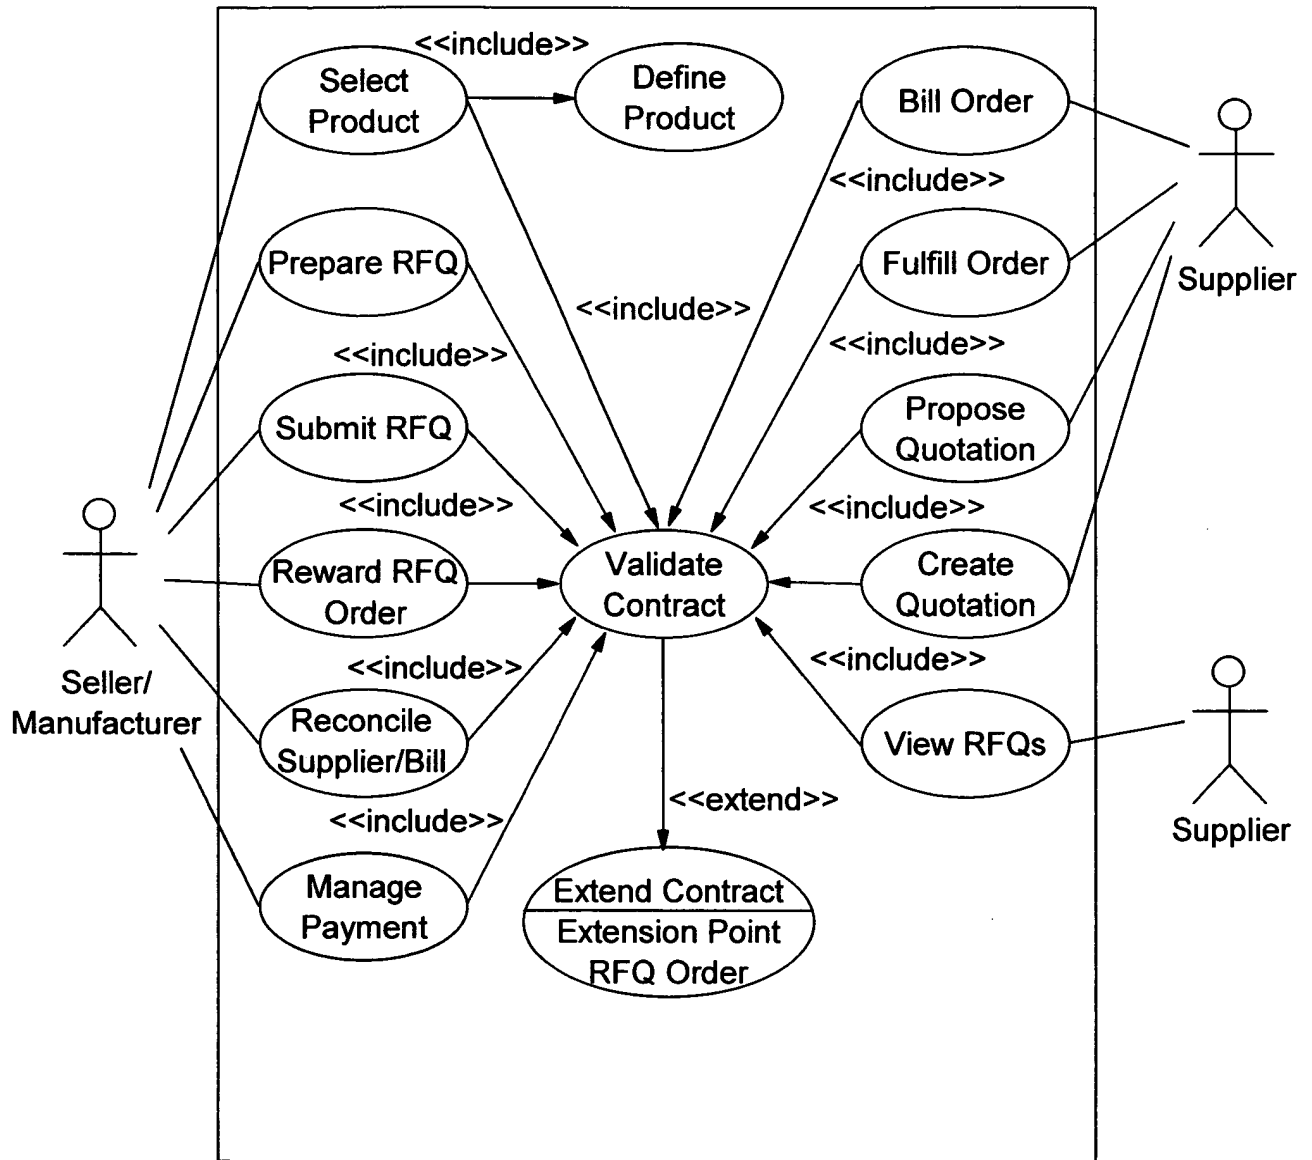 <<include>>
Select
Product
Define
Product
Bill Order
<<include>>
Prepare RFQ
Fulfill Order
Supplier
<<include>>
<<include>>
<<include>>
Submit RFQ
Propose
Quotation
<<include>>
<<include>>
Reward RFQ
Order
Validate
Contract
Create
Quotation
<<include>>
<<include>>
Seller/
Manufacturer
Reconcile
Supplier/Bill
View RFQs
<<extend>>
<<include>>
Supplier
Manage
Payment
Extend Contract
Extension Point
RFQ Order